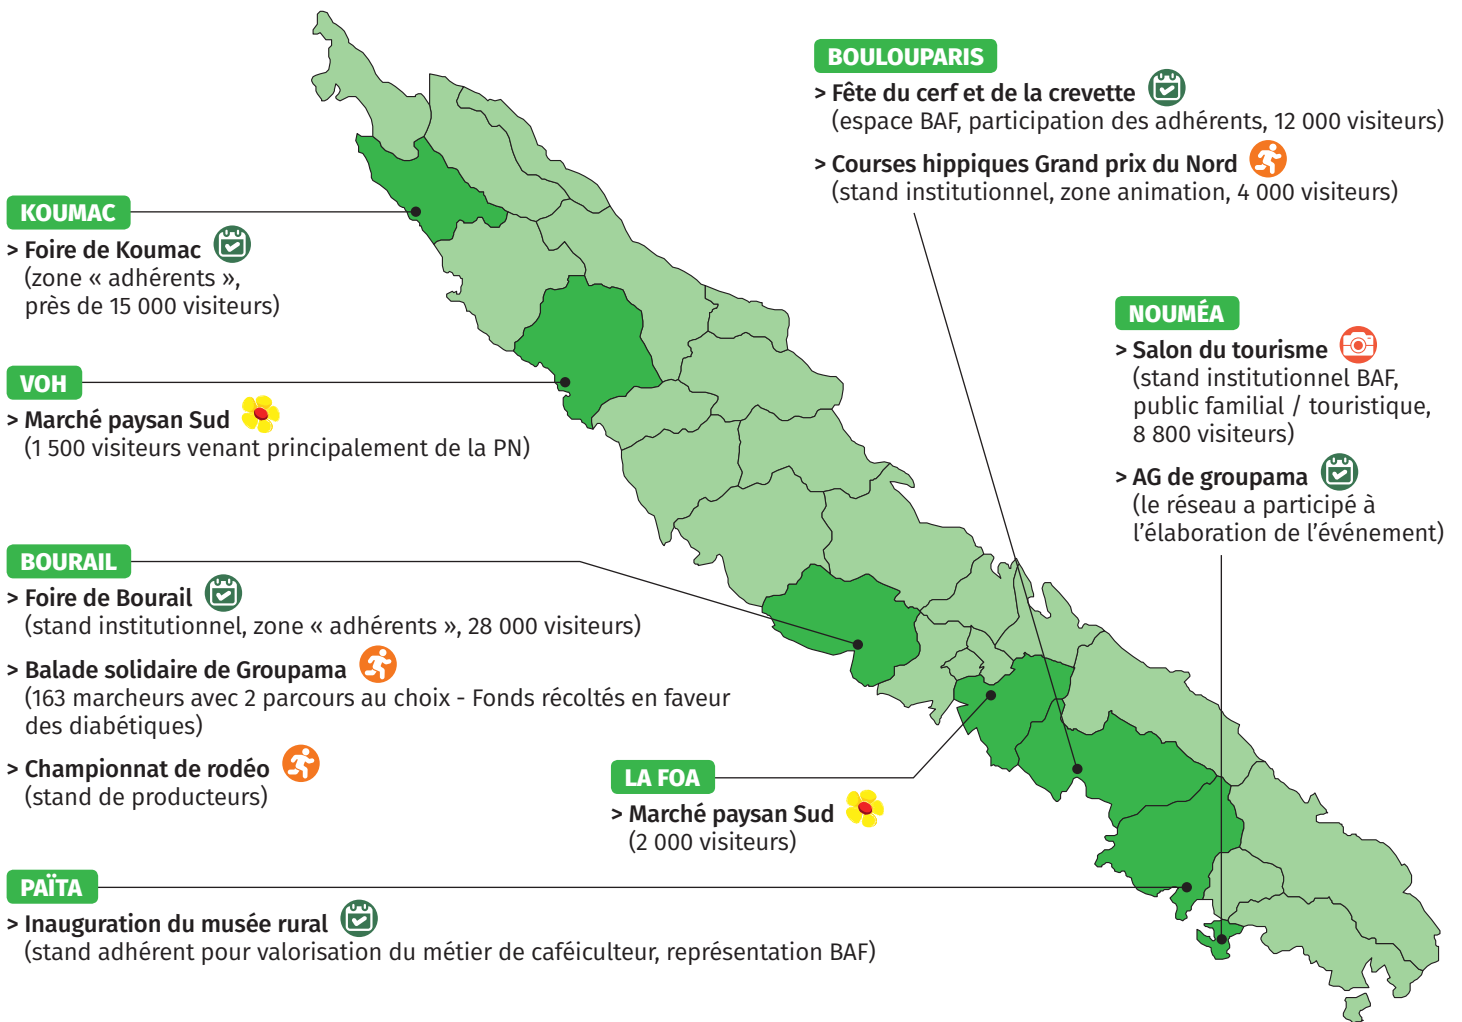 KOUMAC
> Foire de Koumac
(zone « adhérents »,
près de 15 000 visiteurs)
VOH
> Marché paysan Sud
(1 500 visiteurs venant principalement de la PN)
BOURAIL
> Foire de Bourail
(stand institutionnel, zone « adhérents », 28 000 visiteurs)
> Balade solidaire de Groupama
(163 marcheurs avec 2 parcours au choix - Fonds récoltés en faveur
des diabétiques)
> Championnat de rodéo
(stand de producteurs)
PAÏTA
> Inauguration du musée rural
(stand adhérent pour valorisation du métier de caféiculteur, représentation BAF)
LA FOA
> Marché paysan Sud
(2 000 visiteurs)
BOULOUPARIS
> Fête du cerf et de la crevette
(espace BAF, participation des adhérents, 12 000 visiteurs)
> Courses hippiques Grand prix du Nord
(stand institutionnel, zone animation, 4 000 visiteurs)
NOUMÉA
> Salon du tourisme
(stand institutionnel BAF,
public familial / touristique,
8 800 visiteurs)
> AG de groupama
(le réseau a participé à
l’élaboration de l’événement)